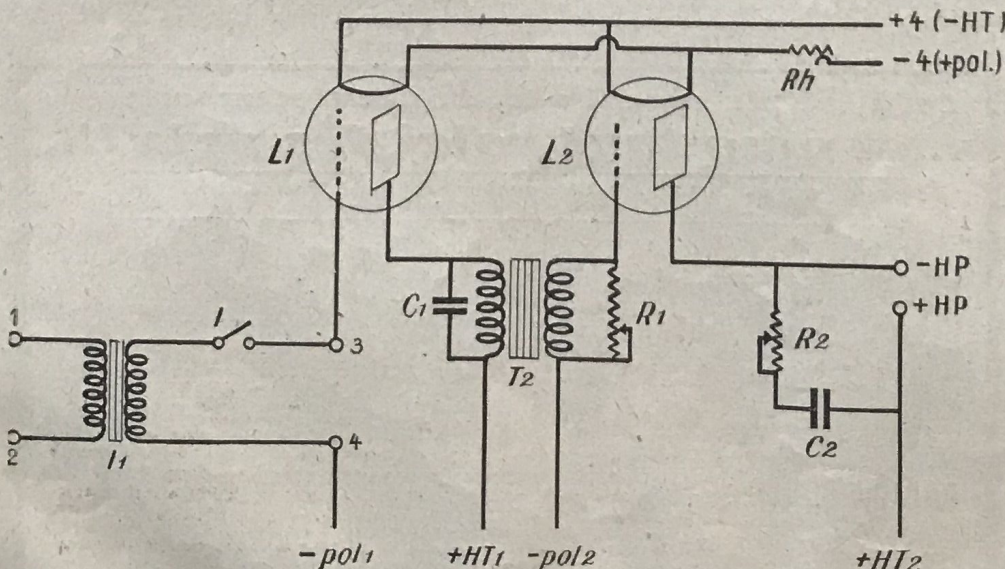 +4 (-HT)
-4(+pol.)
Rh
L1
L2
-HP
+HP
C1
R1
R2
1
I
3
T2
2
I1
4
C2
-pol1
+HT1
-pol2
+HT2